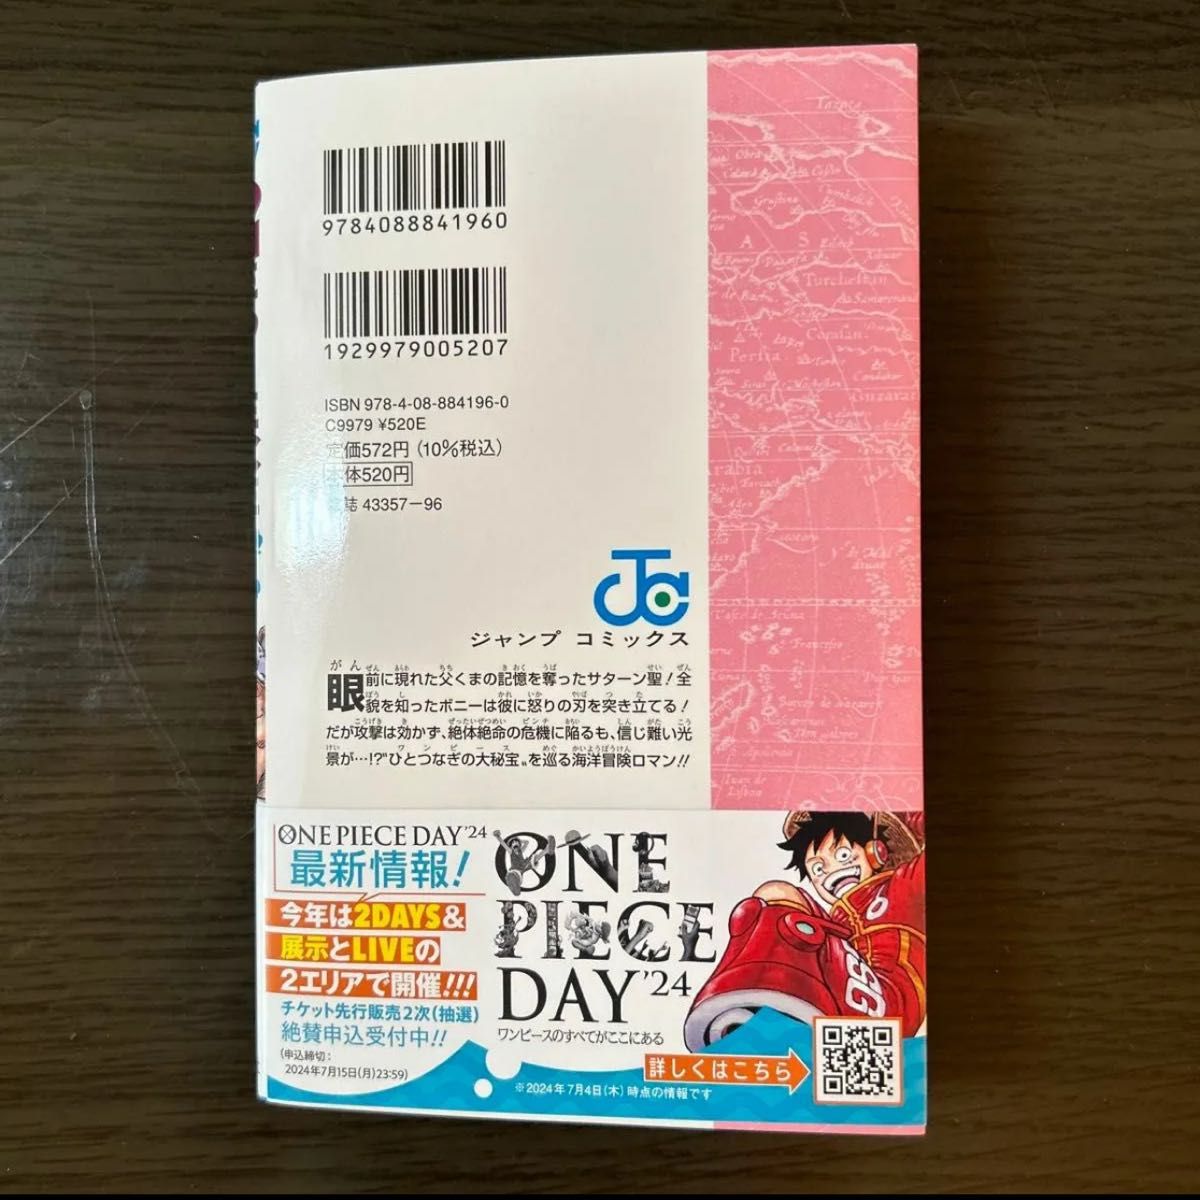 9784088841960
1929979005207
ISBN 978-4-08-884196-0
C9979 ¥520E
定価572円 (10%税込)
本体520円
誌 43357-96
JC
ジャンプ コミックス
眼前に現れた父くまの記憶を奪ったサターン聖!全
貌を知ったボニーは彼に怒りの刃を突き立てる!
だが攻撃は効かず、絶体絶命の危機に陥るも、信じ難い光
景が…!?"ひとつなぎの大秘宝"を巡る海洋冒険ロマン!!
ONE PIECE DAY'24
最新情報!
今年は2DAYS&
展示とLIVEの
2エリアで開催!!!
チケット先行販売2次(抽選)
絶賛申込受付中!!
(申込締切:
2024年7月15日(月)23:59)
ONE
PIECE
DAY'24
ワンピースのすべてがここにある
詳しくはこちら
※2024年7月4日(木)時点の情報です